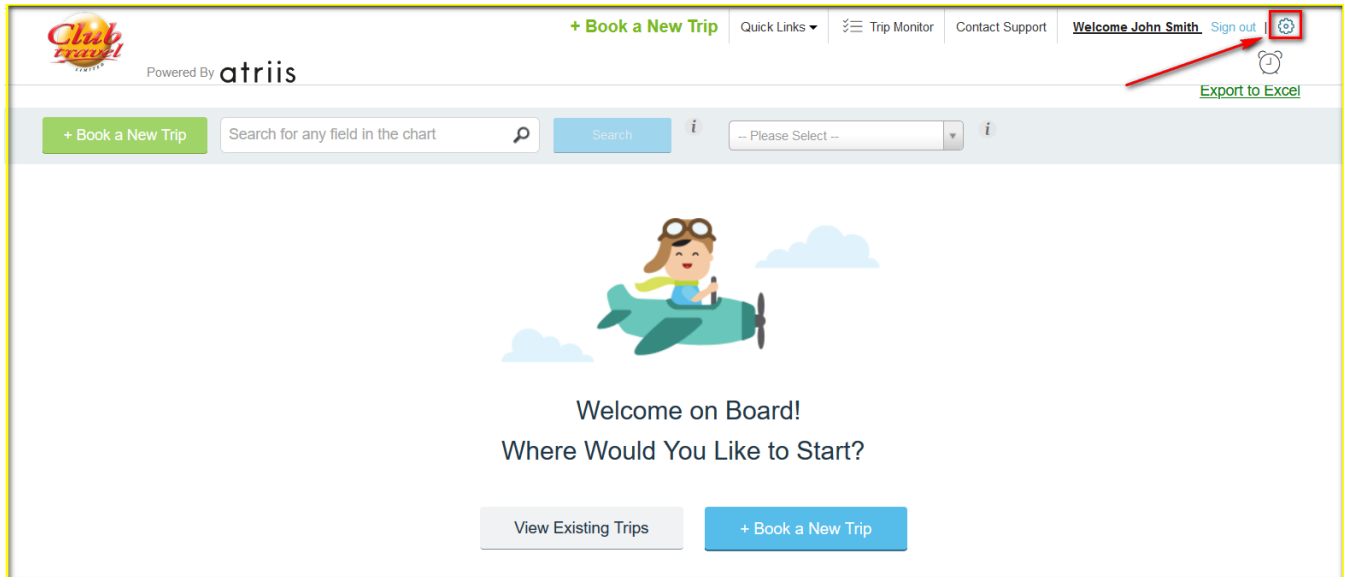 Club travel LIMITED
+ Book a New Trip Quick Links Trip Monitor Contact Support Welcome John Smith Sign out |
Powered By atriis
Export to Excel
+ Book a New Trip Search for any field in the chart Search i -- Please Select -- i
Welcome on Board!
Where Would You Like to Start?
View Existing Trips + Book a New Trip